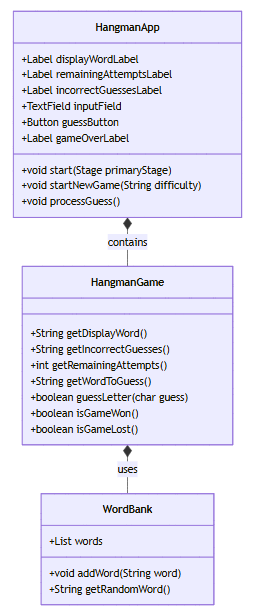 HangmanApp
+Label displayWordLabel
+Label remainingAttemptsLabel
+Label incorrectGuessesLabel
+TextField inputField
+Button guessButton
+Label gameOverLabel
+void start(Stage primaryStage)
+void startNewGame(String difficulty)
+void processGuess()
contains
HangmanGame
+String getDisplayWord()
+String getIncorrectGuesses()
+int getRemainingAttempts()
+String getWordToGuess()
+boolean guessLetter(char guess)
+boolean isGameWon()
+boolean isGameLost()
uses
WordBank
+List words
+void addWord(String word)
+String getRandomWord()